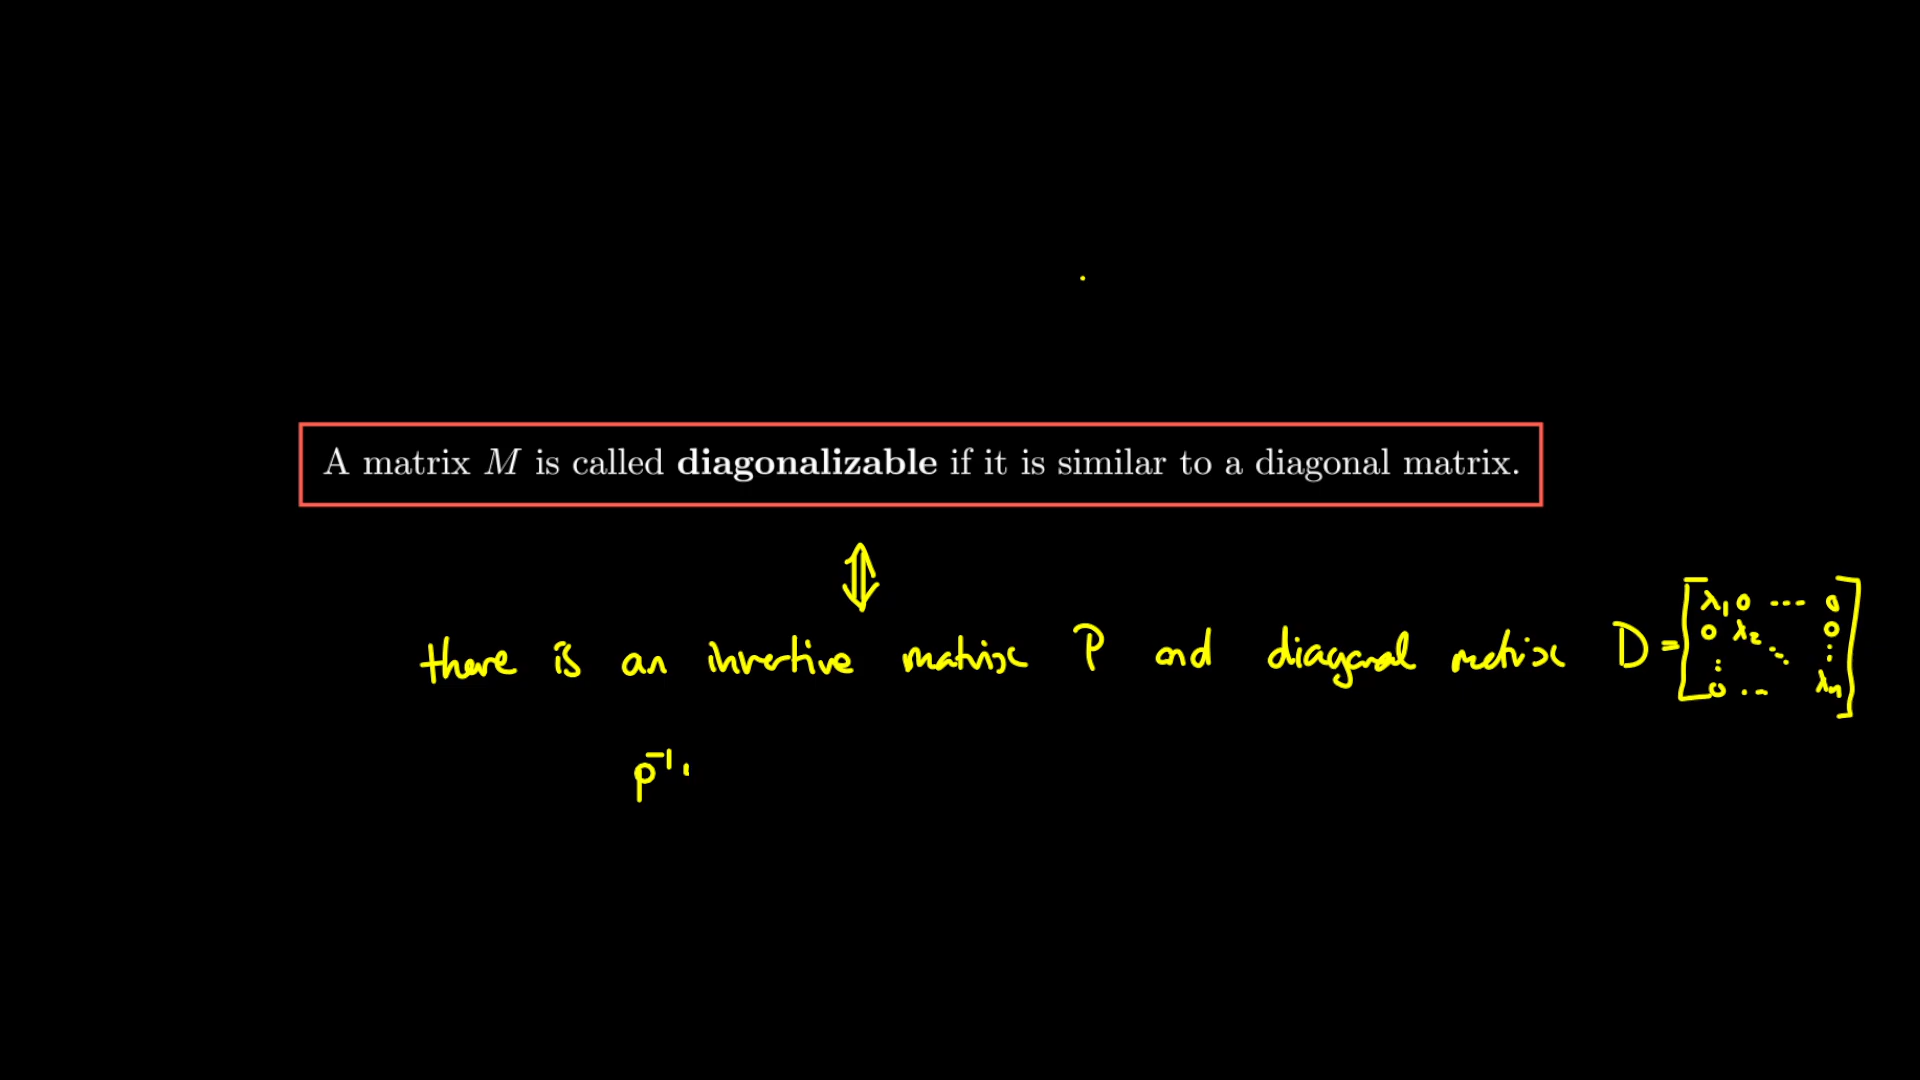 A matrix M is called diagonalizable if it is similar to a diagonal matrix.
⇕
there is an invertive matrix P and diagonal matrix D = [λ₁ 0 ... 0
0 λ₂ ⋱ 0
⋮ ⋮
0 ... λₙ]
P⁻¹